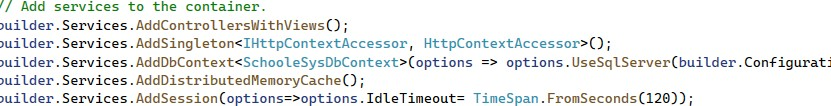 // Add services to the container.
builder.Services.AddControllersWithViews();
builder.Services.AddSingleton<IHttpContextAccessor, HttpContextAccessor>();
builder.Services.AddDbContext<SchooleSysDbContext>(options => options.UseSqlServer(builder.Configurati
builder.Services.AddDistributedMemoryCache();
builder.Services.AddSession(options=>options.IdleTimeout= TimeSpan.FromSeconds(120));